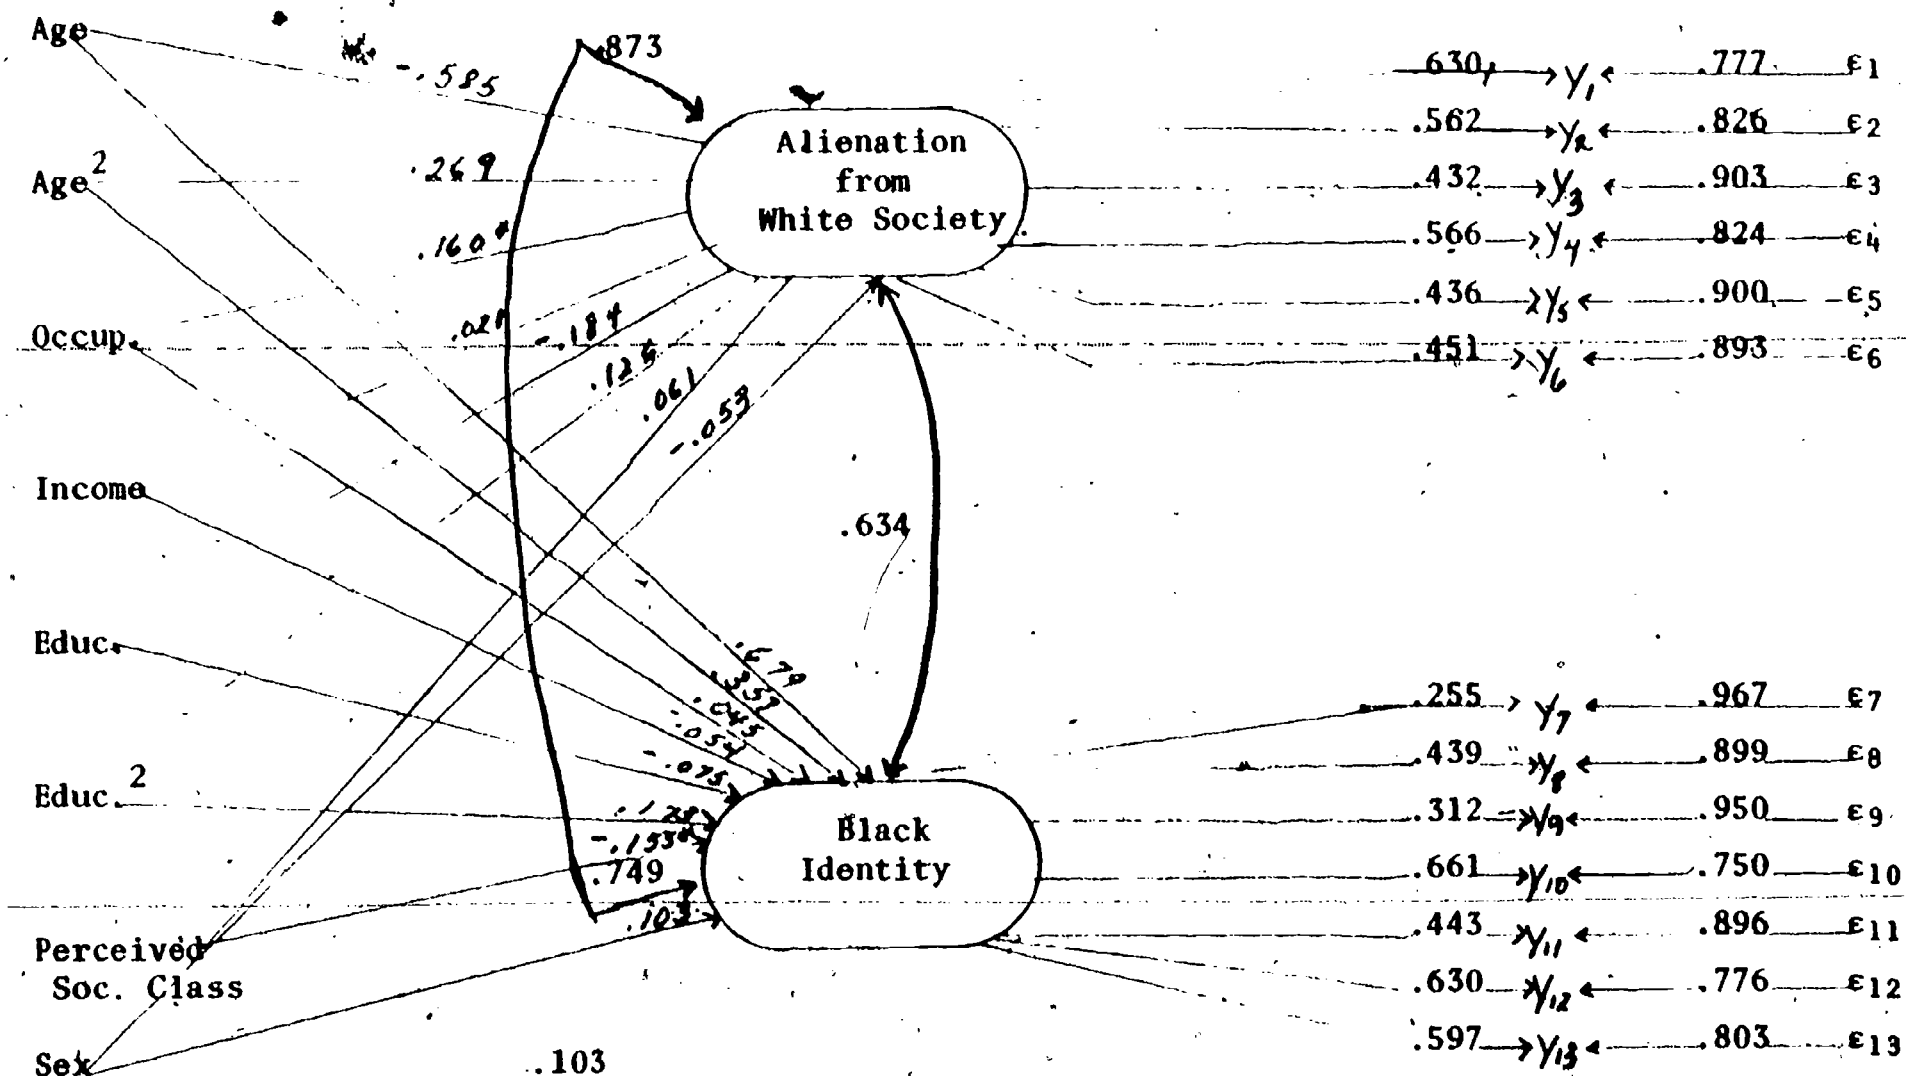 Age
-.585
.873
Age²
.269
.160*
Occup.
-.184
.125
.061
-.053
Income
.634
Educ.
.359
.045
-.054
-.075
Educ.²
-.153*
.749
.103
Perceived
Soc. Class
Sex
.103
Alienation
from
White Society
Black
Identity
.630 y1 .777 ε1
.562 y2 .826 ε2
.432 y3 .903 ε3
.566 y4 .824 ε4
.436 y5 .900 ε5
.451 y6 .893 ε6
.255 y7 .967 ε7
.439 y8 .899 ε8
.312 y9 .950 ε9
.661 y10 .750 ε10
.443 y11 .896 ε11
.630 y12 .776 ε12
.597 y13 .803 ε13